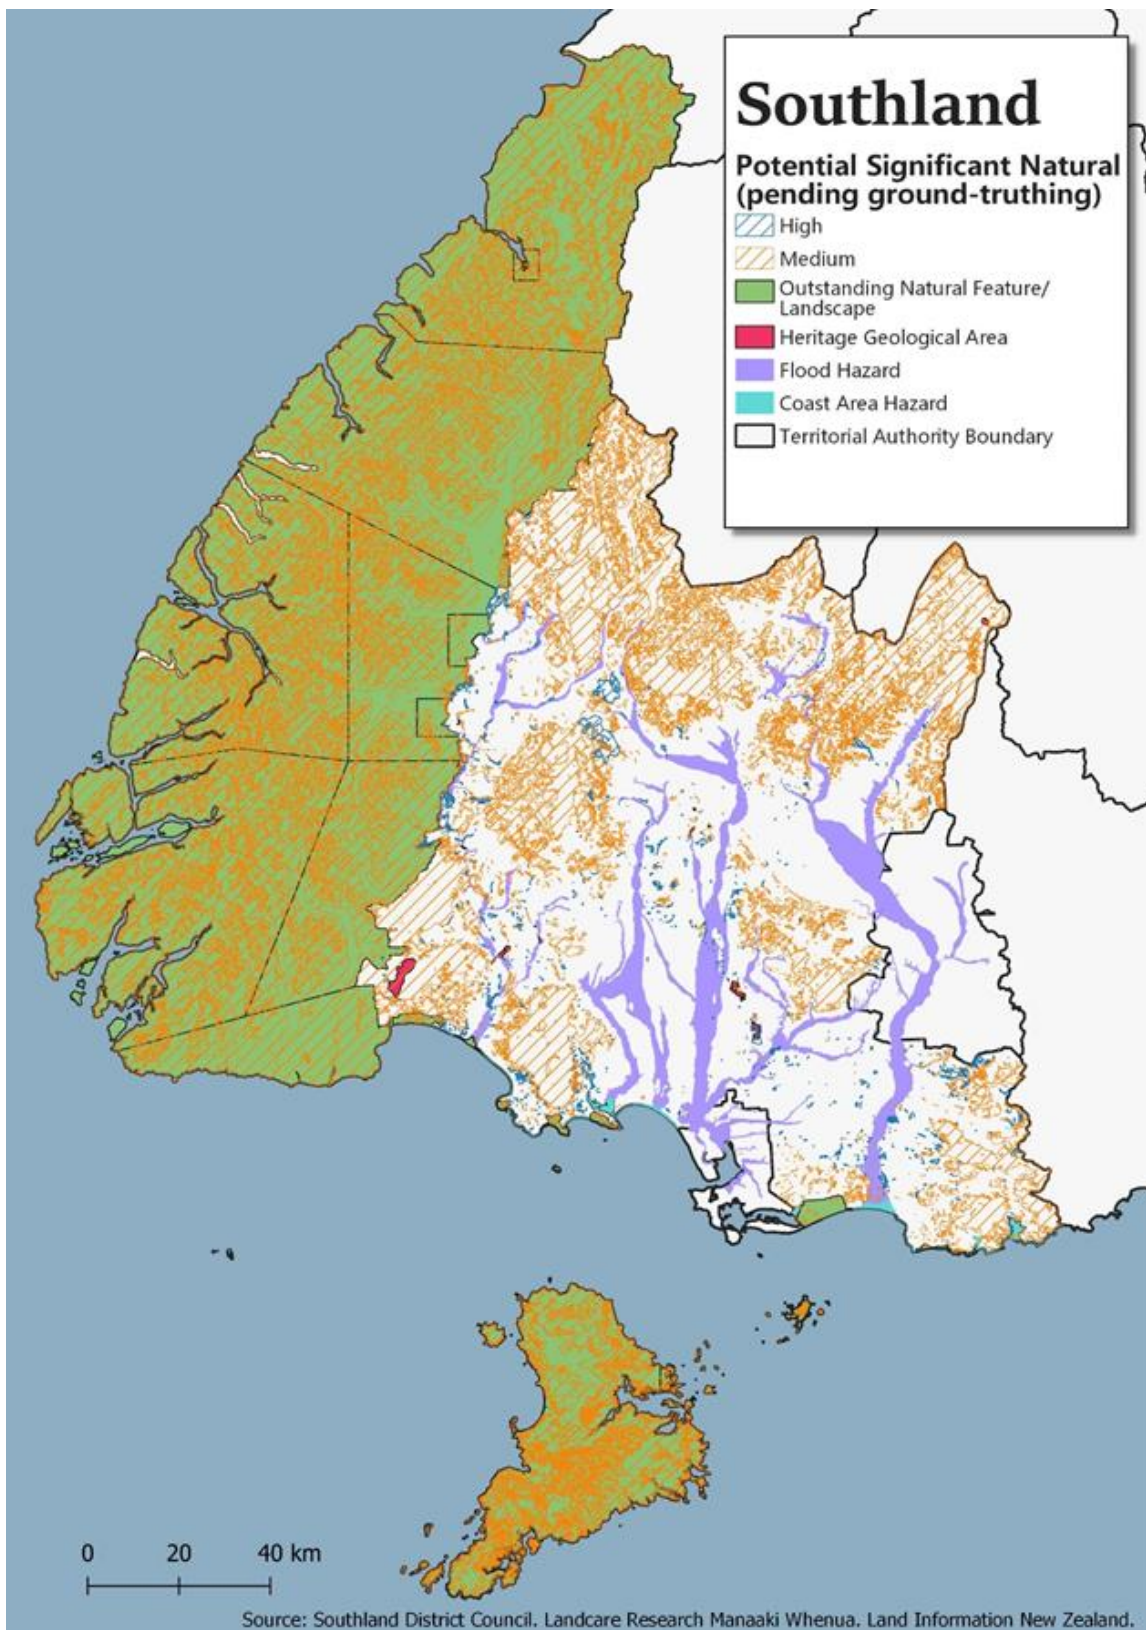 Southland
Potential Significant Natural
(pending ground-truthing)
High
Medium
Outstanding Natural Feature/
Landscape
Heritage Geological Area
Flood Hazard
Coast Area Hazard
Territorial Authority Boundary
0 20 40 km
Source: Southland District Council. Landcare Research Manaaki Whenua. Land Information New Zealand.